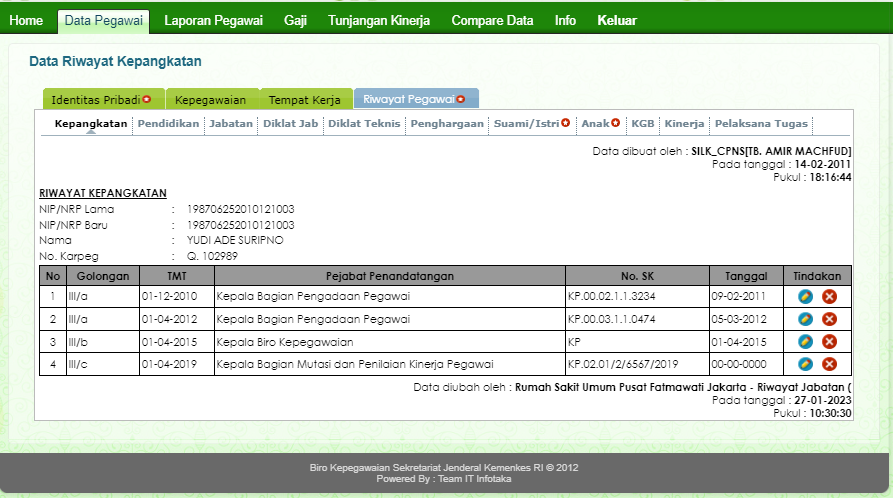 Home Data Pegawai Laporan Pegawai Gaji Tunjangan Kinerja Compare Data Info Keluar
Data Riwayat Kepangkatan
Identitas Pribadi Kepegawaian Tempat Kerja Riwayat Pegawai
Kepangkatan Pendidikan Jabatan Diklat Jab Diklat Teknis Penghargaan Suami/Istri Anak KGB Kinerja Pelaksana Tugas
Data dibuat oleh : SILK_CPNS[TB. AMIR MACHFUD]
Pada tanggal : 14-02-2011
Pukul : 18:16:44
RIWAYAT KEPANGKATAN
NIP/NRP Lama : 198706252010121003
NIP/NRP Baru : 198706252010121003
Nama : YUDI ADE SURIPNO
No. Karpeg : Q. 102989
No Golongan TMT Pejabat Penandatangan No. SK Tanggal Tindakan
1 III/a 01-12-2010 Kepala Bagian Pengadaan Pegawai KP.00.02.1.1.3234 09-02-2011
2 III/a 01-04-2012 Kepala Bagian Pengadaan Pegawai KP.00.03.1.1.0474 05-03-2012
3 III/b 01-04-2015 Kepala Biro Kepegawaian KP 01-04-2015
4 III/c 01-04-2019 Kepala Bagian Mutasi dan Penilaian Kinerja Pegawai KP.02.01/2/6567/2019 00-00-0000
Data diubah oleh : Rumah Sakit Umum Pusat Fatmawati Jakarta - Riwayat Jabatan (
Pada tanggal : 27-01-2023
Pukul : 10:30:30
Biro Kepegawaian Sekretariat Jenderal Kemenkes RI © 2012
Powered By : Team IT Infotaka